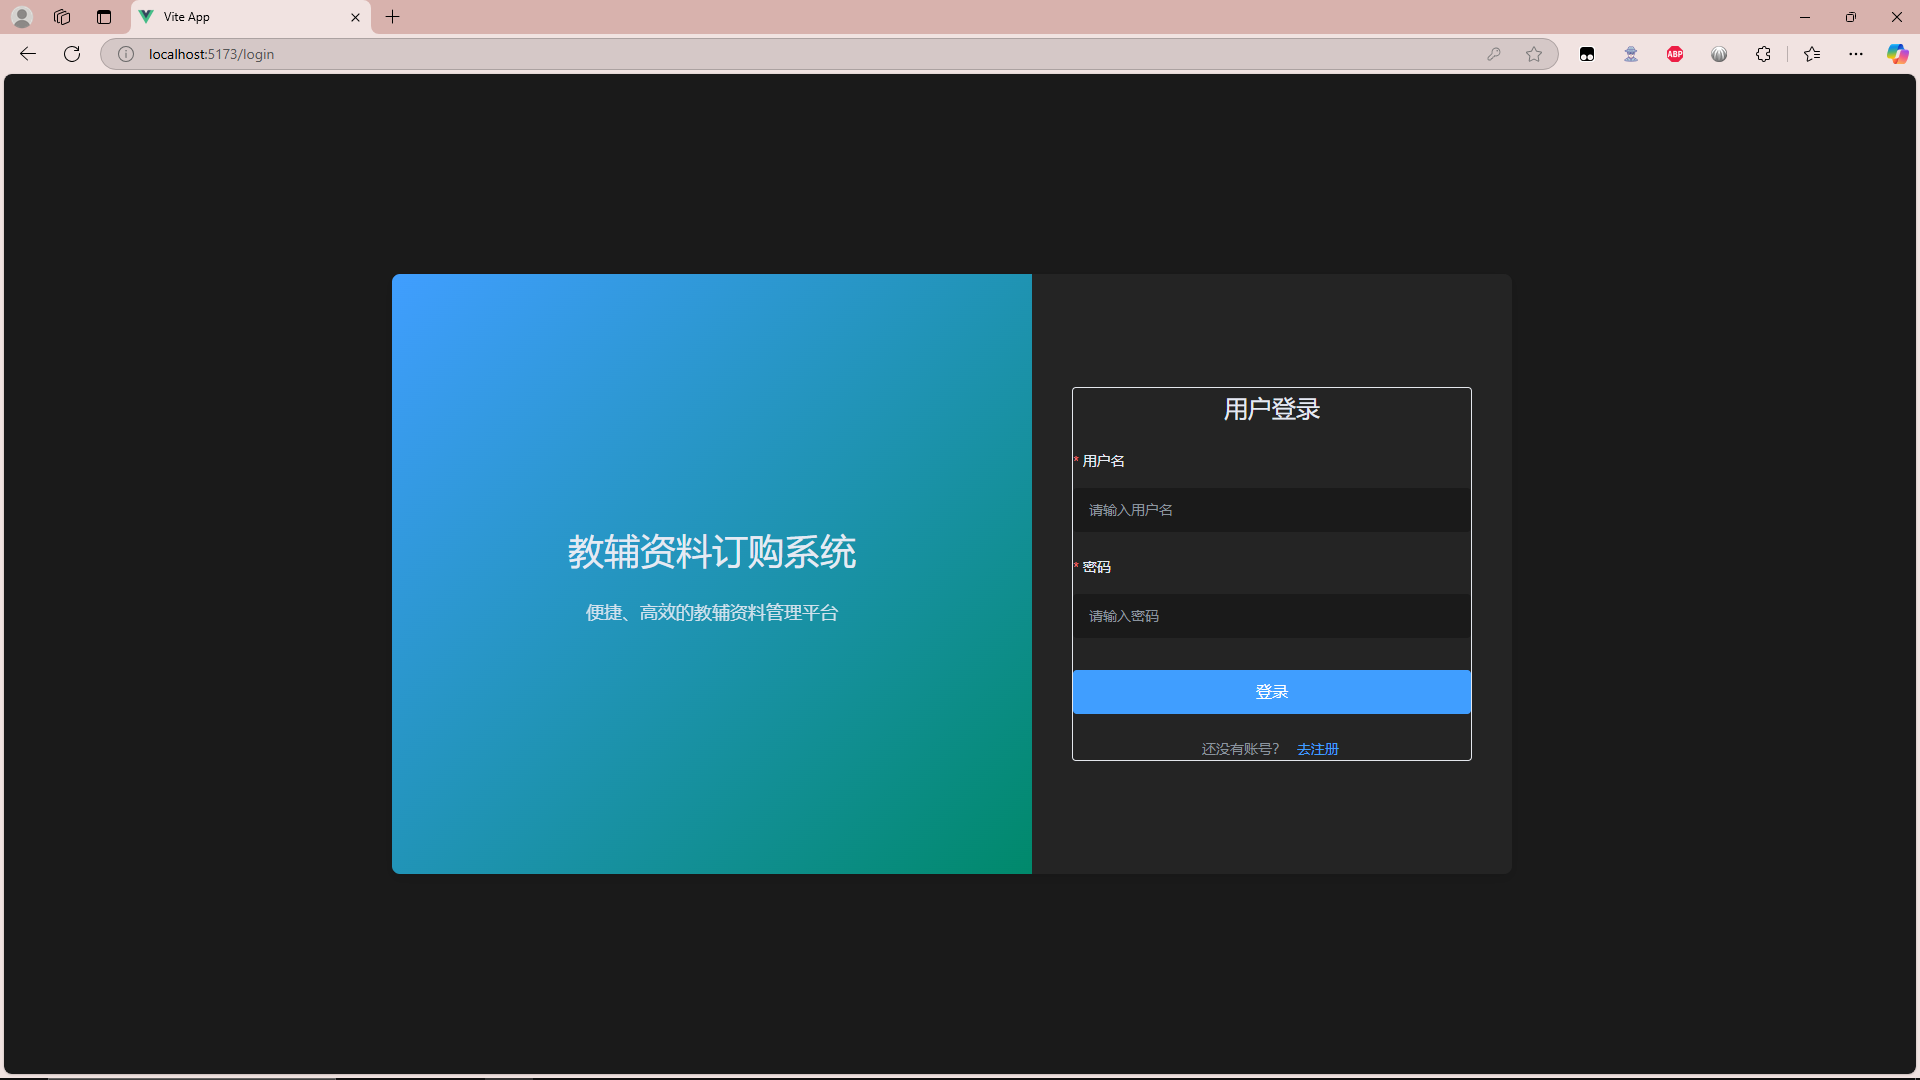 Vite App
localhost:5173/login
ABP
教辅资料订购系统
便捷、高效的教辅资料管理平台
用户登录
* 用户名
请输入用户名
* 密码
请输入密码
登录
还没有账号？ 去注册